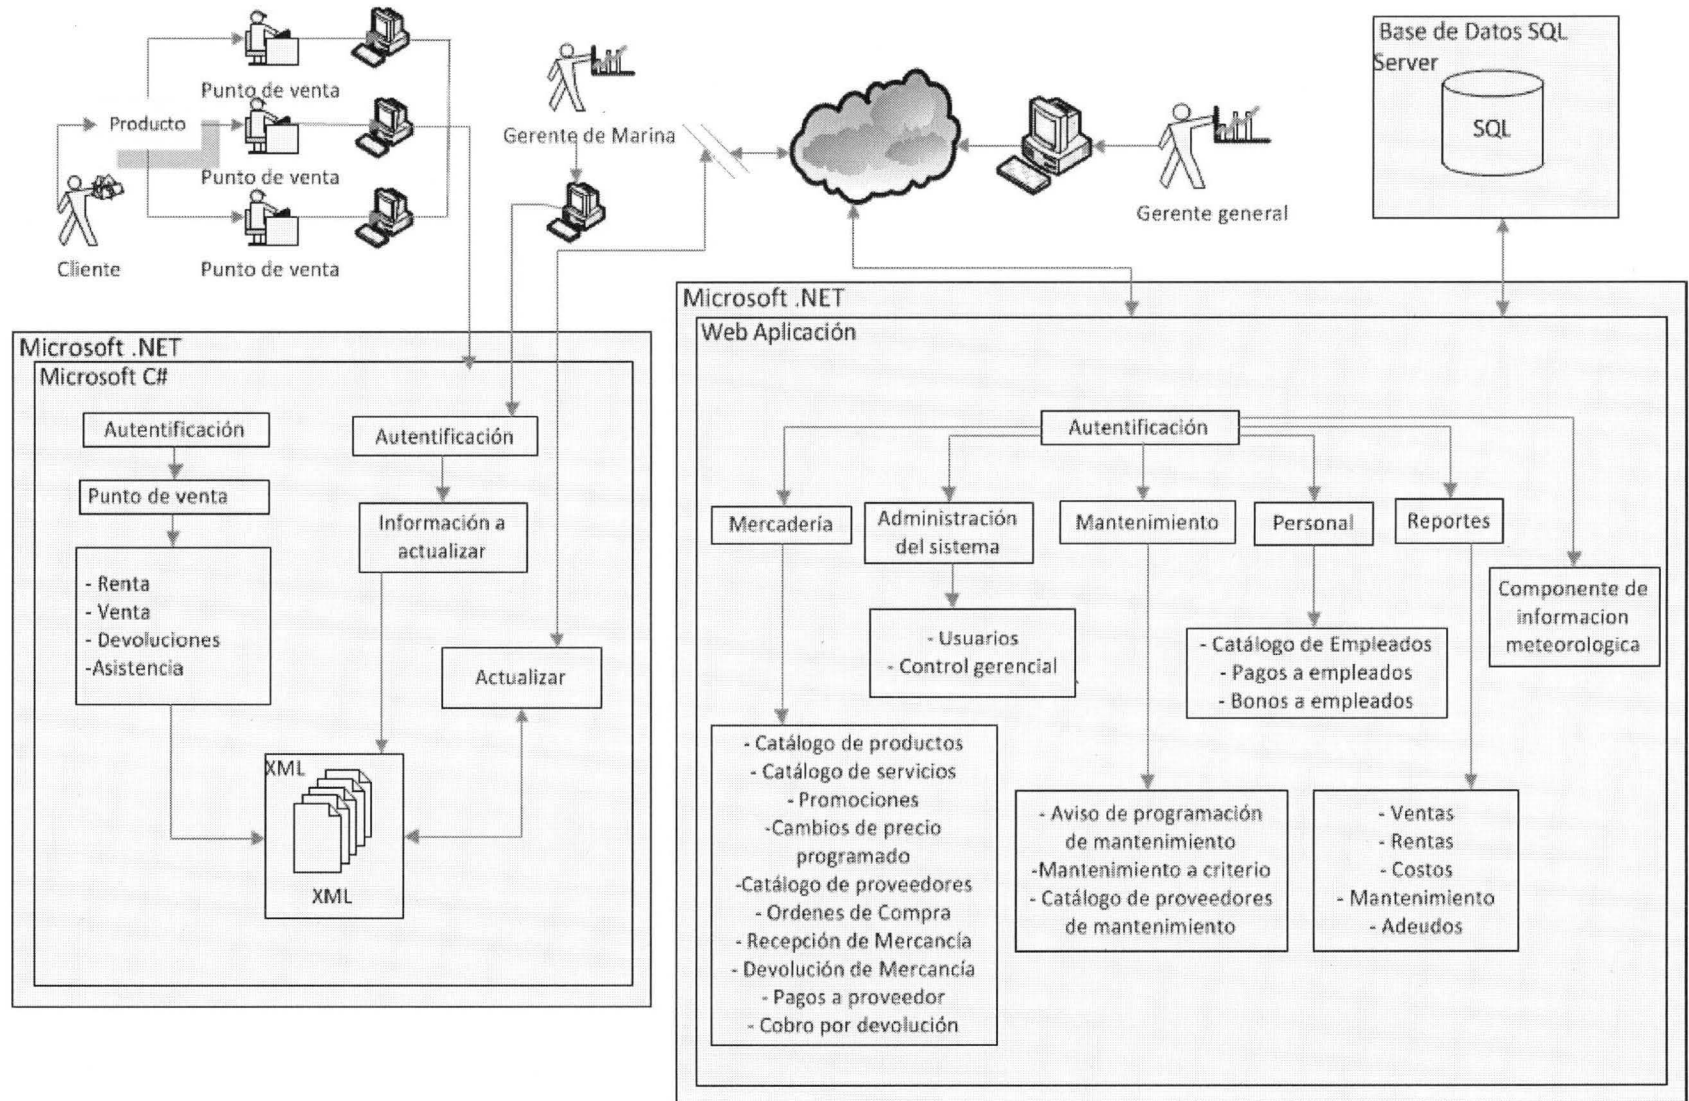 Punto de venta
Producto
Punto de venta
Cliente
Punto de venta
Gerente de Marina
Gerente general
Base de Datos SQL
Server
SQL
Microsoft .NET
Microsoft C#
Autentificación
Punto de venta
- Renta
- Venta
- Devoluciones
-Asistencia
Autentificación
Información a
actualizar
Actualizar
XML
XML
Microsoft .NET
Web Aplicación
Autentificación
Mercadería
Administración
del sistema
Mantenimiento
Personal
Reportes
Componente de
informacion
meteorologica
- Usuarios
- Control gerencial
- Catálogo de Empleados
- Pagos a empleados
- Bonos a empleados
- Catálogo de productos
- Catálogo de servicios
- Promociones
-Cambios de precio
programado
-Catálogo de proveedores
- Ordenes de Compra
- Recepción de Mercancía
- Devolución de Mercancía
- Pagos a proveedor
- Cobro por devolución
- Aviso de programación
de mantenimiento
-Mantenimiento a criterio
- Catálogo de proveedores
de mantenimiento
- Ventas
- Rentas
- Costos
- Mantenimiento
- Adeudos